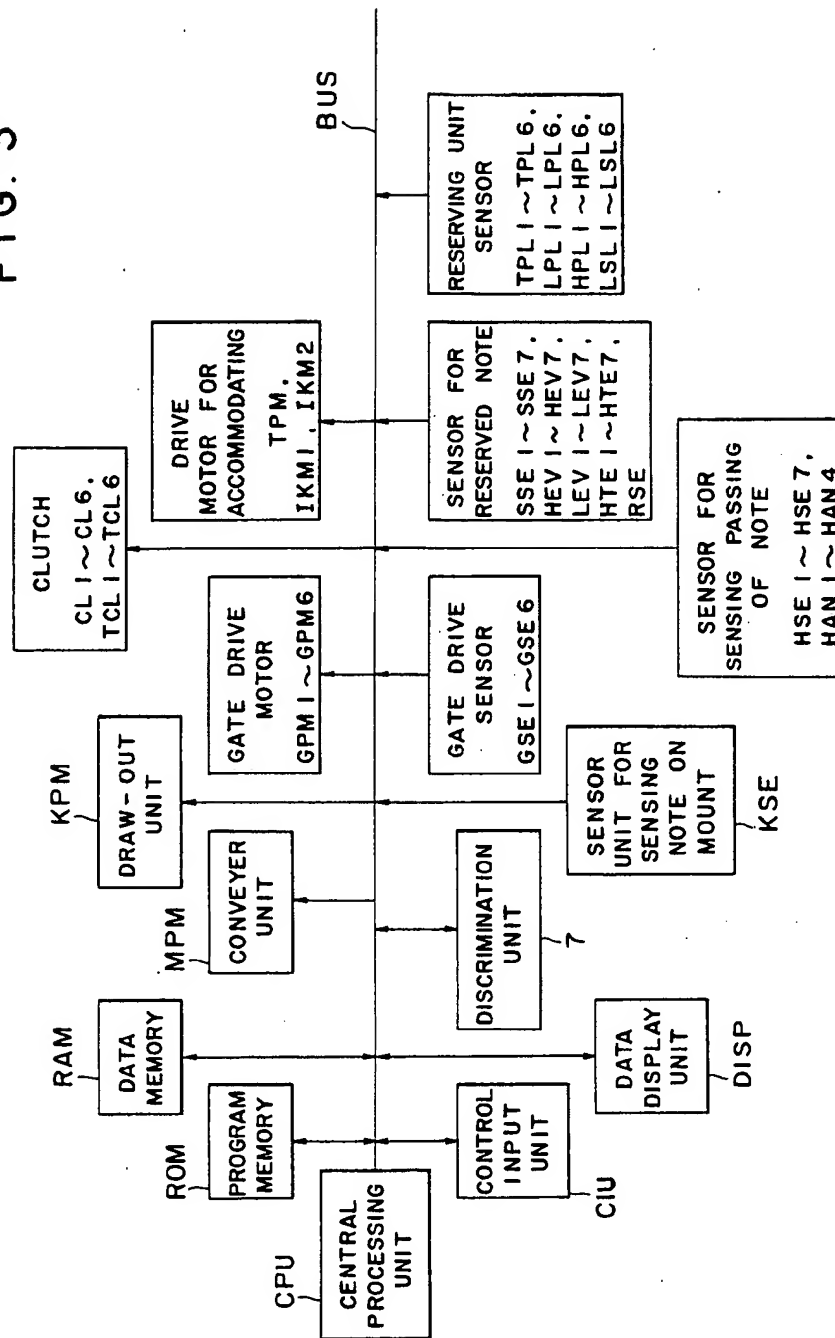 FIG.
CPU
CENTRAL
PROCESSING
UNIT
ROM
PROGRAM
MEMORY
RAM
DATA
MEMORY
MPM
CONVEYER
UNIT
KPM
DRAW-OUT
UNIT
GATE DRIVE
MOTOR
GPM1~GPM6
CLUTCH
CL1~CL6,
TCL1~TCL6
DRIVE
MOTOR FOR
ACCOMMODATING
TPM,
IKM1, IKM2
BUS
CONTROL
INPUT
UNIT
CIU
DATA
DISPLAY
UNIT
DISP
DISCRIMINATION
UNIT
7
SENSOR
UNIT FOR
SENSING
NOTE ON
MOUNT
KSE
GATE DRIVE
SENSOR
GSE1~GSE6
SENSOR FOR
SENSING PASSING
OF NOTE
HSE1~HSE7,
HAN1~HAN4
SENSOR FOR
RESERVED NOTE
SSE1~SSE7,
HEV1~HEV7,
LEV1~LEV7,
HTE1~HTE7,
RSE
RESERVING UNIT
SENSOR
TPL1~TPL6,
LPL1~LPL6,
HPL1~HPL6,
LSL1~LSL6